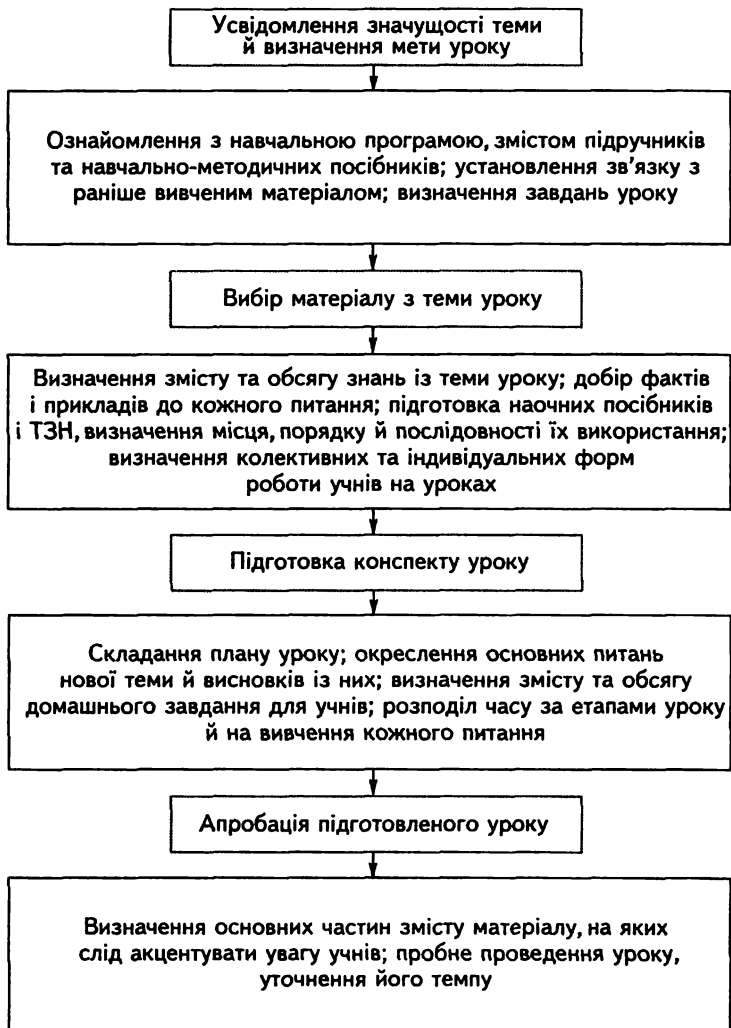 Усвідомлення значущості теми
й визначення мети уроку
Ознайомлення з навчальною програмою, змістом підручників
та навчально-методичних посібників; установлення зв'язку з
раніше вивченим матеріалом; визначення завдань уроку
Вибір матеріалу з теми уроку
Визначення змісту та обсягу знань із теми уроку; добір фактів
і прикладів до кожного питання; підготовка наочних посібників
і ТЗН, визначення місця, порядку й послідовності їх використання;
визначення колективних та індивідуальних форм
роботи учнів на уроках
Підготовка конспекту уроку
Складання плану уроку; окреслення основних питань
нової теми й висновків із них; визначення змісту та обсягу
домашнього завдання для учнів; розподіл часу за етапами уроку
й на вивчення кожного питання
Апробація підготовленого уроку
Визначення основних частин змісту матеріалу, на яких
слід акцентувати увагу учнів; пробне проведення уроку,
уточнення його темпу